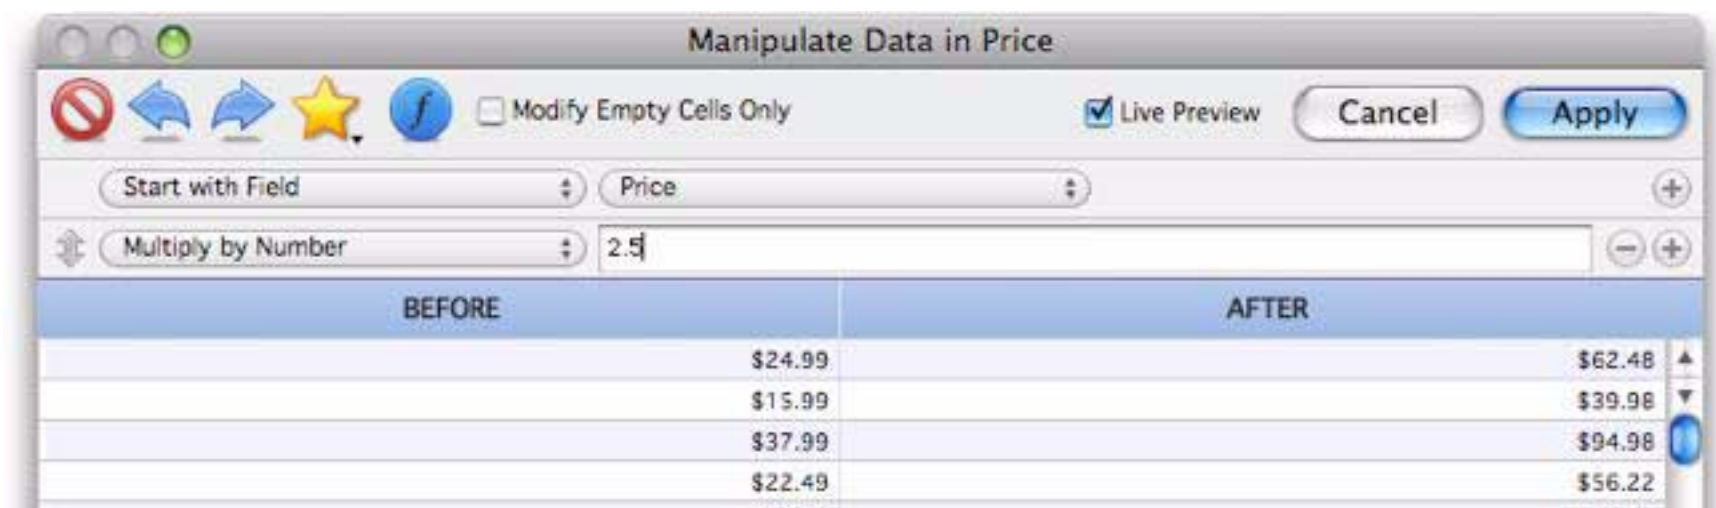 Manipulate Data in Price
f Modify Empty Cells Only Live Preview Cancel Apply
Start with Field Price
Multiply by Number 2.5
BEFORE AFTER
$24.99 $62.48
$15.99 $39.98
$37.99 $94.98
$22.49 $56.22